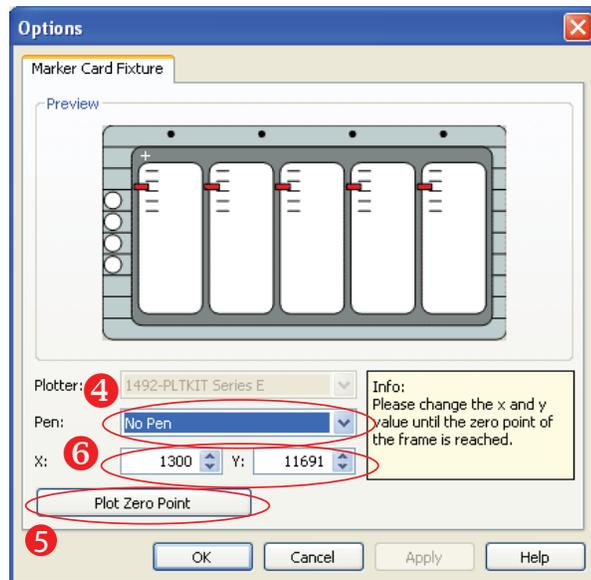 Options
Marker Card Fixture
Preview
Plotter:
4
1492-PLTKIT Series E
Pen:
No Pen
6
X:
1300
Y:
11691
Info:
Please change the x and y
value until the zero point of
the frame is reached.
Plot Zero Point
5
OK
Cancel
Apply
Help